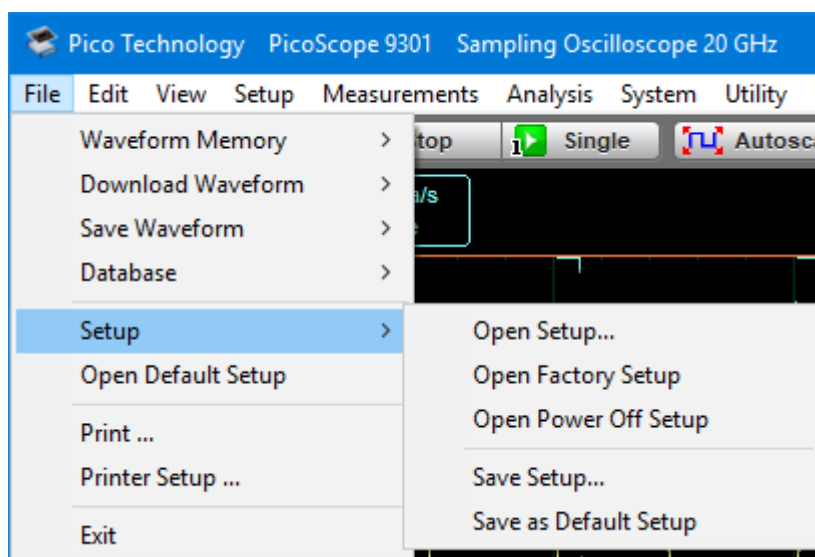 Pico Technology PicoScope 9301 Sampling Oscilloscope 20 GHz
File Edit View Setup Measurements Analysis System Utility
Waveform Memory
top
Single
Autosc
Download Waveform
a/s
Save Waveform
Database
Setup
Open Default Setup
Print ...
Printer Setup ...
Exit
Open Setup...
Open Factory Setup
Open Power Off Setup
Save Setup...
Save as Default Setup